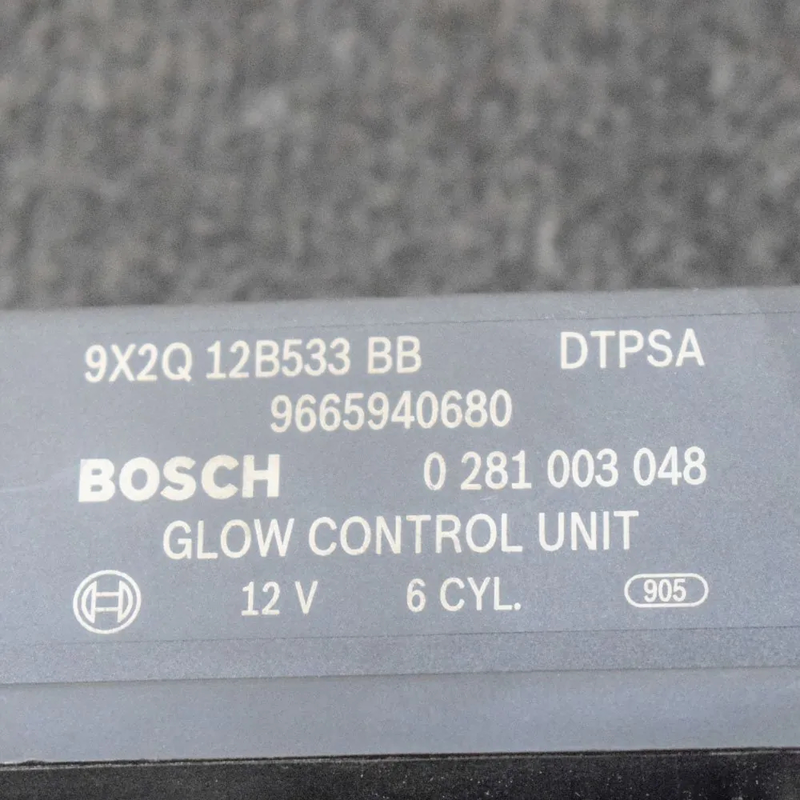 9X2Q 12B533 BB DTPSA
9665940680
BOSCH 0 281 003 048
GLOW CONTROL UNIT
12 V 6 CYL. 905